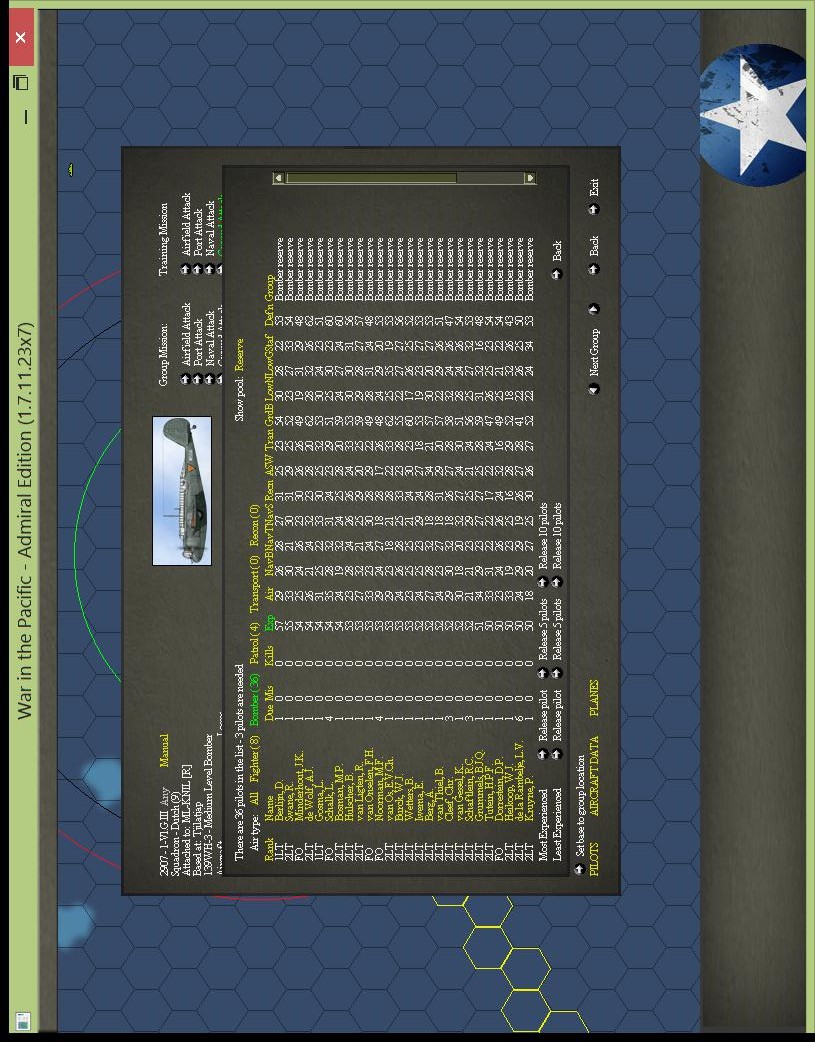 War in the Pacific - Admiral Edition (1.7.11.23x7)
2907 - 1-Vl.G.III Any Manual
Squadron - Dutch (9)
Attached to: ML-KNIL [R]
Based at: Tjilatjap
139WH-3 - Medium Level Bomber
Group Mission: Training Mission
Airfield Attack Airfield Attack
Port Attack Port Attack
Naval Attack Naval Attack
There are 36 pilots in the list - 3 pilots are needed Show pool: Reserve
Air type: All Fighter (8) Bomber (36) Patrol (4) Transport (0) Recon (0)
Rank Name Due Mis Kills Exp Air NavB NavT NavS Recn ASW Tran GrdB LowN LowG Staf Defn Group
1LT Berlijn, D. 1 0 0 57 29 26 28 27 31 25 23 54 20 30 28 22 53 Bomber reserve
2LT Swane, R. 1 0 0 55 33 30 21 30 31 29 31 54 31 23 29 27 52 Bomber reserve
FO Minderhout, J.K. 1 0 0 54 25 24 26 23 30 26 26 49 19 31 29 29 48 Bomber reserve
2LT de Wolf, A.J. 1 0 0 54 26 21 24 32 23 28 20 62 28 32 26 62 Bomber reserve
1LT Gosma, L. 1 0 0 54 31 25 22 33 30 25 33 53 30 24 23 51 Bomber reserve
FO Schalk, L. 4 0 0 54 35 28 32 31 24 23 29 51 25 30 23 60 Bomber reserve
2LT Bosman, M.P. 1 0 0 54 24 19 32 24 25 28 20 59 24 27 24 60 Bomber reserve
2LT Hulscher, B. 1 0 0 53 23 28 24 26 29 24 33 53 30 30 31 56 Bomber reserve
2LT van Ligten, R. 1 0 0 53 27 32 21 25 29 20 25 59 29 28 27 57 Bomber reserve
FO van Onselen, F.H. 1 0 0 53 33 23 24 30 28 29 22 49 28 31 24 48 Bomber reserve
FO Noorman, M.F. 4 0 0 53 29 24 27 18 28 17 26 48 24 29 20 53 Bomber reserve
2LT van Os, E.V.Ch. 1 0 0 53 29 23 18 21 28 22 33 62 25 35 19 53 Bomber reserve
2LT Burck, W.J. 1 0 0 53 24 26 28 25 33 23 28 55 22 27 27 56 Bomber reserve
2LT Wetters, B. 1 0 0 53 23 25 25 21 24 30 23 60 17 26 25 52 Bomber reserve
2LT Iwema, E. 1 0 0 52 24 25 23 29 24 27 18 53 19 23 27 53 Bomber reserve
2LT Berg, A. 1 0 0 52 27 28 32 18 28 34 21 57 30 30 20 57 Bomber reserve
2LT van Thiel, B. 1 0 0 52 24 23 27 18 31 29 20 57 22 29 26 51 Bomber reserve
2LT Cleef, Chr. 3 0 0 52 29 30 32 18 26 27 28 58 32 24 26 47 Bomber reserve
2LT van Gessel, K. 1 0 0 52 30 18 20 32 27 24 30 51 28 24 26 54 Bomber reserve
2LT Schaftlein, R.C. 3 0 0 52 21 21 23 29 25 21 24 56 25 27 32 53 Bomber reserve
2LT Grummels, B.J.Q. 1 0 0 51 34 29 23 27 27 25 28 59 31 32 16 48 Bomber reserve
2LT Tutein, H.P.F. 1 0 0 50 33 31 22 22 17 22 24 47 26 25 23 54 Bomber reserve
FO Dorrestein, D.P. 1 0 0 50 23 24 26 26 24 32 16 49 25 21 22 54 Bomber reserve
2LT Heikoop, W.J. 1 0 0 50 33 19 23 25 16 28 29 52 18 32 26 43 Bomber reserve
2LT de la Rambelje, L.V. 6 0 0 50 24 29 29 19 26 27 28 41 22 26 25 50 Bomber reserve
2LT Kruyne, P. 1 0 0 50 18 20 27 25 30 26 27 52 22 24 34 53 Bomber reserve
Most Experienced Release pilot Release 5 pilots Release 10 pilots
Least Experienced Release pilot Release 5 pilots Release 10 pilots Back
Set base to group location
PILOTS AIRCRAFT DATA PLANES Next Group Back Exit